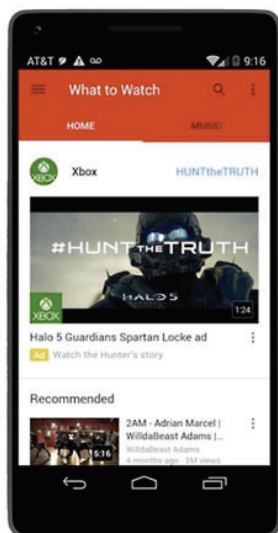 AT&T 9:16
What to Watch
HOME MUSIC
XBOX Xbox HUNTtheTRUTH
#HUNT THE TRUTH
HALO 5
XBOX 1:24
Halo 5 Guardians Spartan Locke ad
Ad Watch the Hunter's story
Recommended
2AM - Adrian Marcel |
WilldaBeast Adams |...
WilldaBeast Adams
5:16 4 months ago · 3M views